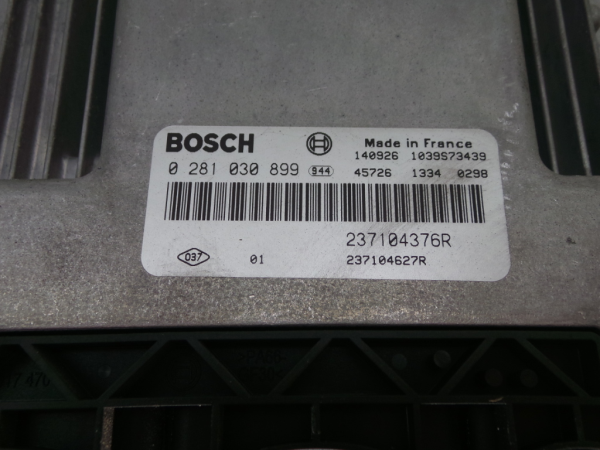 BOSCH Made in France
140926 1039S73439
0 281 030 899 944 45726 1334 0298
237104376R
037 01 237104627R